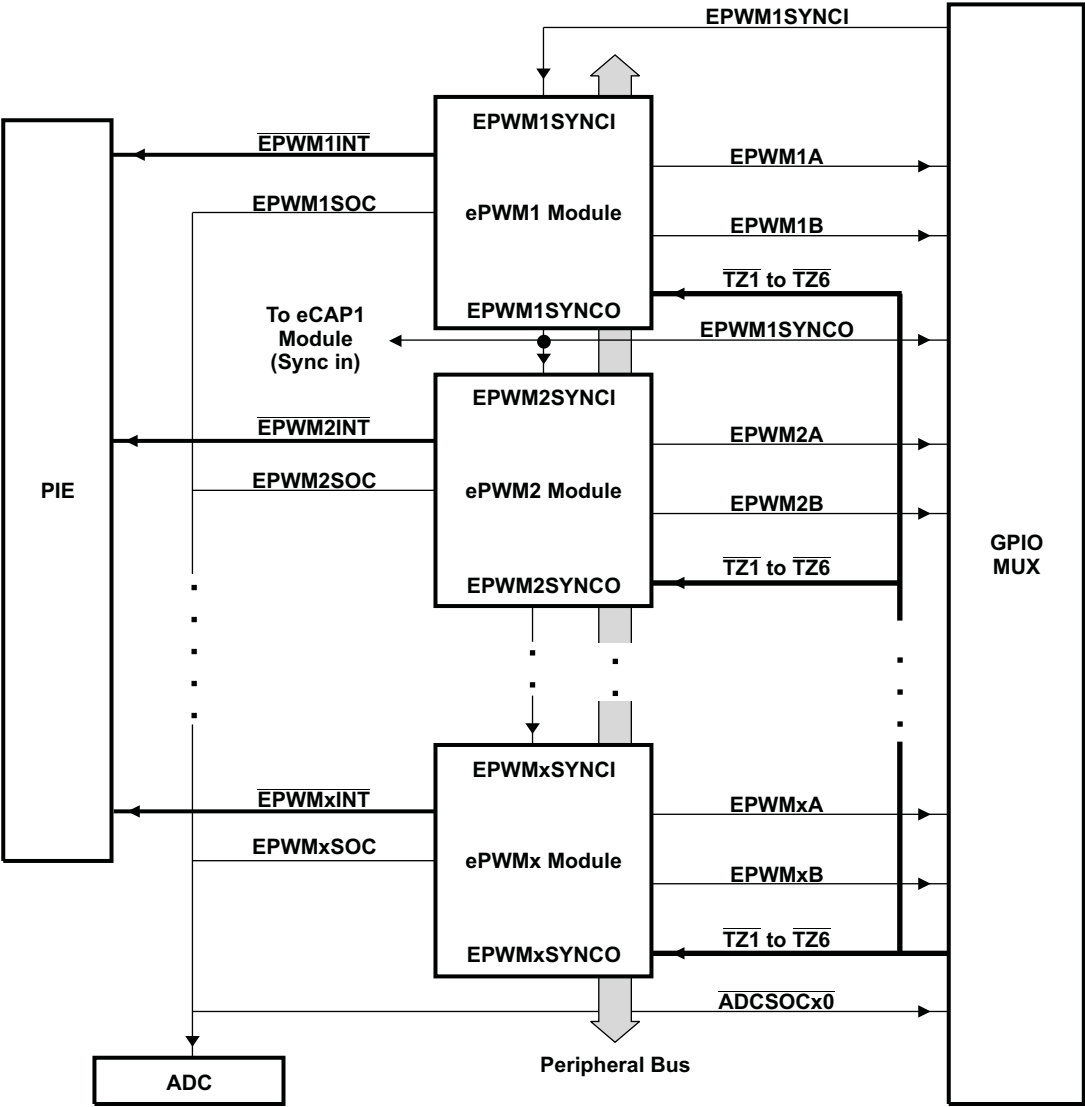 EPWM1SYNCI
EPWM1SYNCI
EPWM1INT
EPWM1A
EPWM1SOC
ePWM1 Module
EPWM1B
TZ1 to TZ6
EPWM1SYNCO
To eCAP1
Module
(Sync in)
EPWM1SYNCO
EPWM2SYNCI
EPWM2INT
EPWM2A
PIE
EPWM2SOC
ePWM2 Module
EPWM2B
GPIO
MUX
TZ1 to TZ6
EPWM2SYNCO
EPWMxSYNCI
EPWMxINT
EPWMxA
EPWMxSOC
ePWMx Module
EPWMxB
TZ1 to TZ6
EPWMxSYNCO
ADCSOCx0
Peripheral Bus
ADC